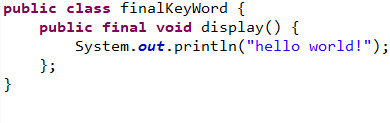 public class finalKeyWord {
    public final void display() {
        System.out.println("hello world!");
    };
}